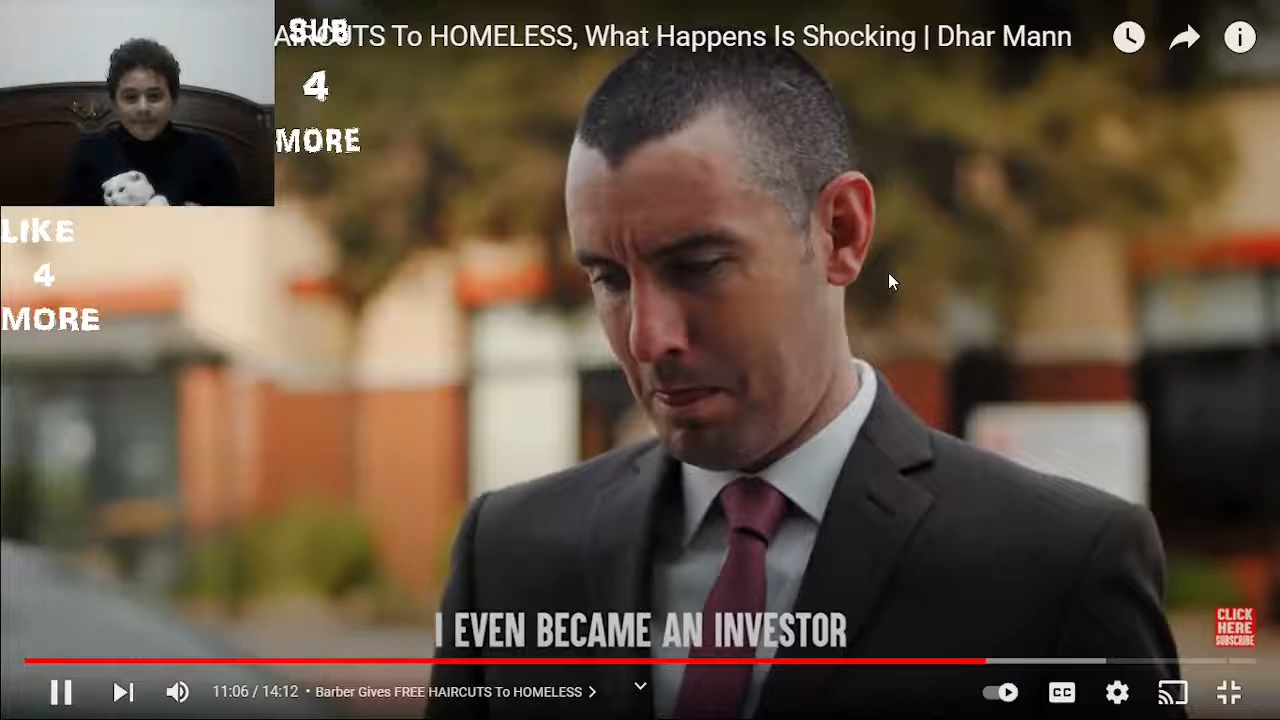 SUB
4
MORE
AIRCUTS To HOMELESS, What Happens Is Shocking | Dhar Mann
LIKE
4
MORE
I EVEN BECAME AN INVESTOR
CLICK
HERE
SUBSCRIBE
11:06 / 14:12 • Barber Gives FREE HAIRCUTS To HOMELESS
CC